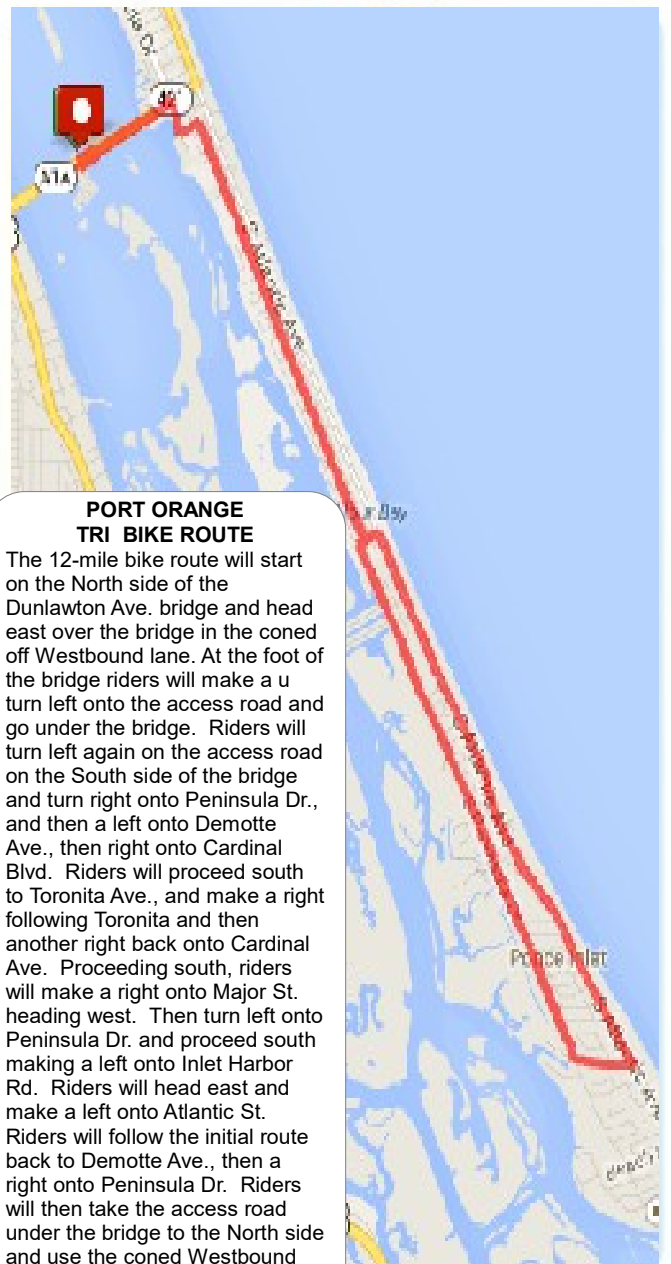 PORT ORANGE
TRI BIKE ROUTE
The 12-mile bike route will start
on the North side of the
Dunlawton Ave. bridge and head
east over the bridge in the coned
off Westbound lane. At the foot of
the bridge riders will make a u
turn left onto the access road and
go under the bridge. Riders will
turn left again on the access road
on the South side of the bridge
and turn right onto Peninsula Dr.,
and then a left onto Demotte
Ave., then right onto Cardinal
Blvd. Riders will proceed south
to Toronita Ave., and make a right
following Toronita and then
another right back onto Cardinal
Ave. Proceeding south, riders
will make a right onto Major St.
heading west. Then turn left onto
Peninsula Dr. and proceed south
making a left onto Inlet Harbor
Rd. Riders will head east and
make a left onto Atlantic St.
Riders will follow the initial route
back to Demotte Ave., then a
right onto Peninsula Dr. Riders
will then take the access road
under the bridge to the North side
and use the coned Westbound
A1A
S Atlantic Ave
S Atlantic Ave
Ponce Inlet